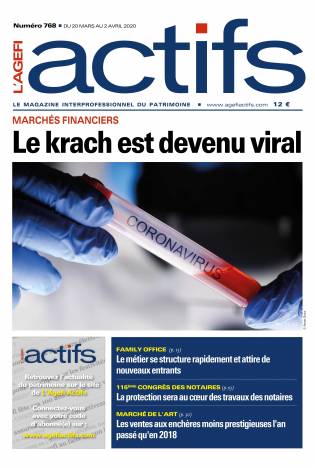 Numéro 768 ■ DU 20 MARS AU 2 AVRIL 2020
L'AGEFI
actifs
LE MAGAZINE INTERPROFESSIONNEL DU PATRIMOINE ■ www.agefiactifs.com 12 €
MARCHÉS FINANCIERS
Le krach est devenu viral
CORONAVIRUS
actifs
Retrouvez l'actualité
du patrimoine sur le site
de L'Agefi Actifs
Connectez-vous
avec votre code
d'abonné(e) sur :
www.agefiactifs.com
FAMILY OFFICE (p. 13)
Le métier se structure rapidement et attire de
nouveaux entrants
116ème CONGRÈS DES NOTAIRES
La protection sera au cœur des travaux des notaires
MARCHÉ DE L'ART
Les ventes aux enchères moins prestigieuses l'an
passé qu'en 2018